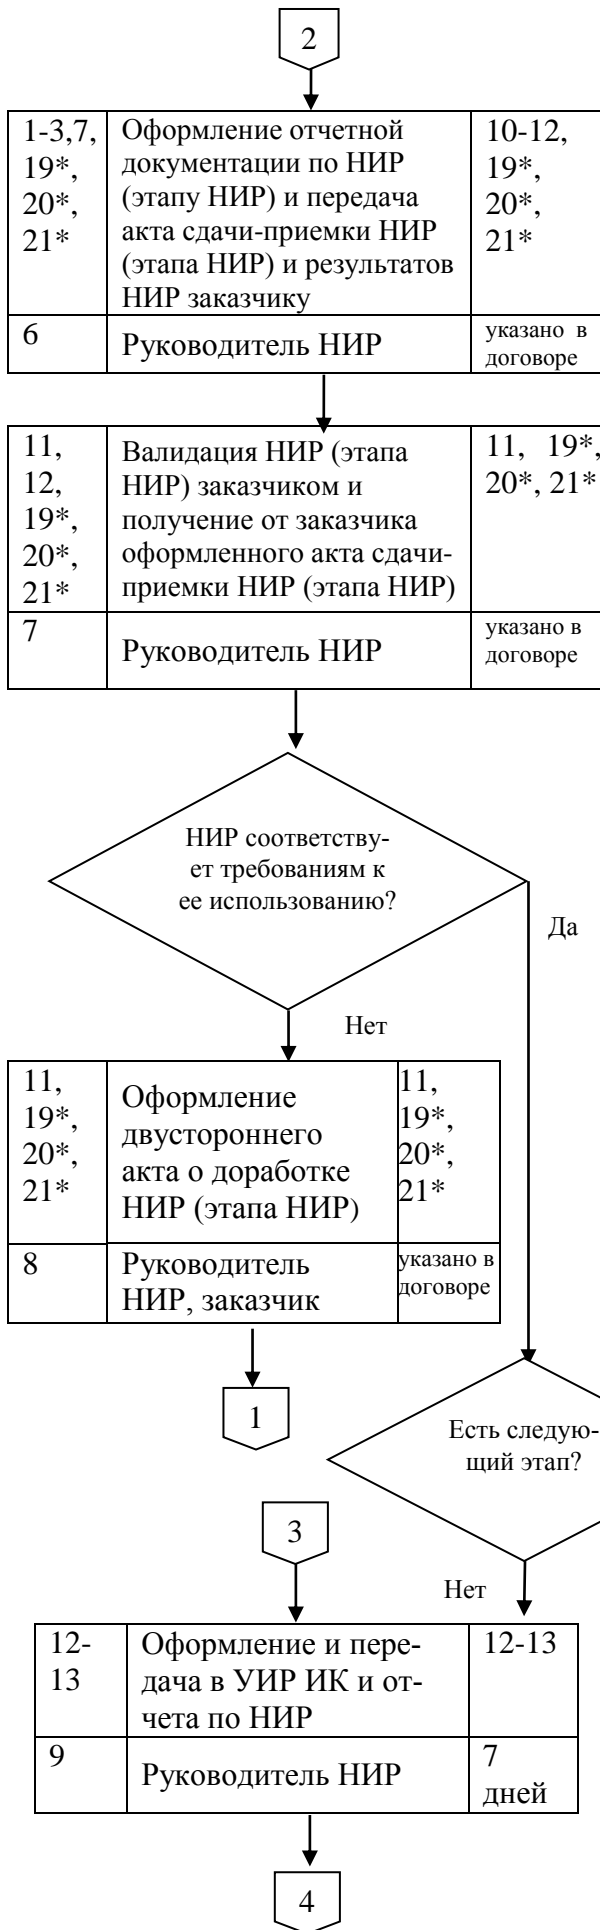 2
1-3,7,
19*,
20*,
21*
Оформление отчетной
документации по НИР
(этапу НИР) и передача
акта сдачи-приемки НИР
(этапа НИР) и результатов
НИР заказчику
10-12,
19*,
20*,
21*
6
Руководитель НИР
указано в
договоре
11,
12,
19*,
20*,
21*
Валидация НИР (этапа
НИР) заказчиком и
получение от заказчика
оформленного акта сдачи-
приемки НИР (этапа НИР)
11, 19*,
20*, 21*
7
Руководитель НИР
указано в
договоре
НИР соответству-
ет требованиям к
ее использованию?
Да
Нет
11,
19*,
20*,
21*
Оформление
двустороннего
акта о доработке
НИР (этапа НИР)
11,
19*,
20*,
21*
8
Руководитель
НИР, заказчик
указано в
договоре
1
Есть следую-
щий этап?
3
Нет
12-
13
Оформление и пере-
дача в УИР ИК и от-
чета по НИР
12-13
9
Руководитель НИР
7
дней
4